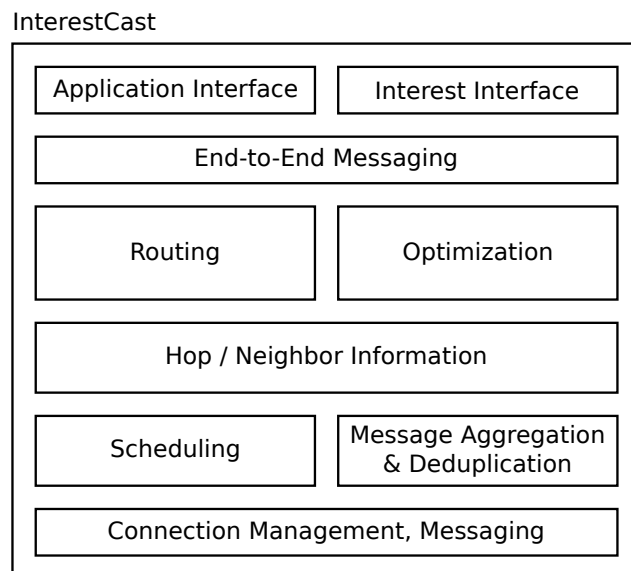 InterestCast
Application Interface
Interest Interface
End-to-End Messaging
Routing
Optimization
Hop / Neighbor Information
Scheduling
Message Aggregation
& Deduplication
Connection Management, Messaging